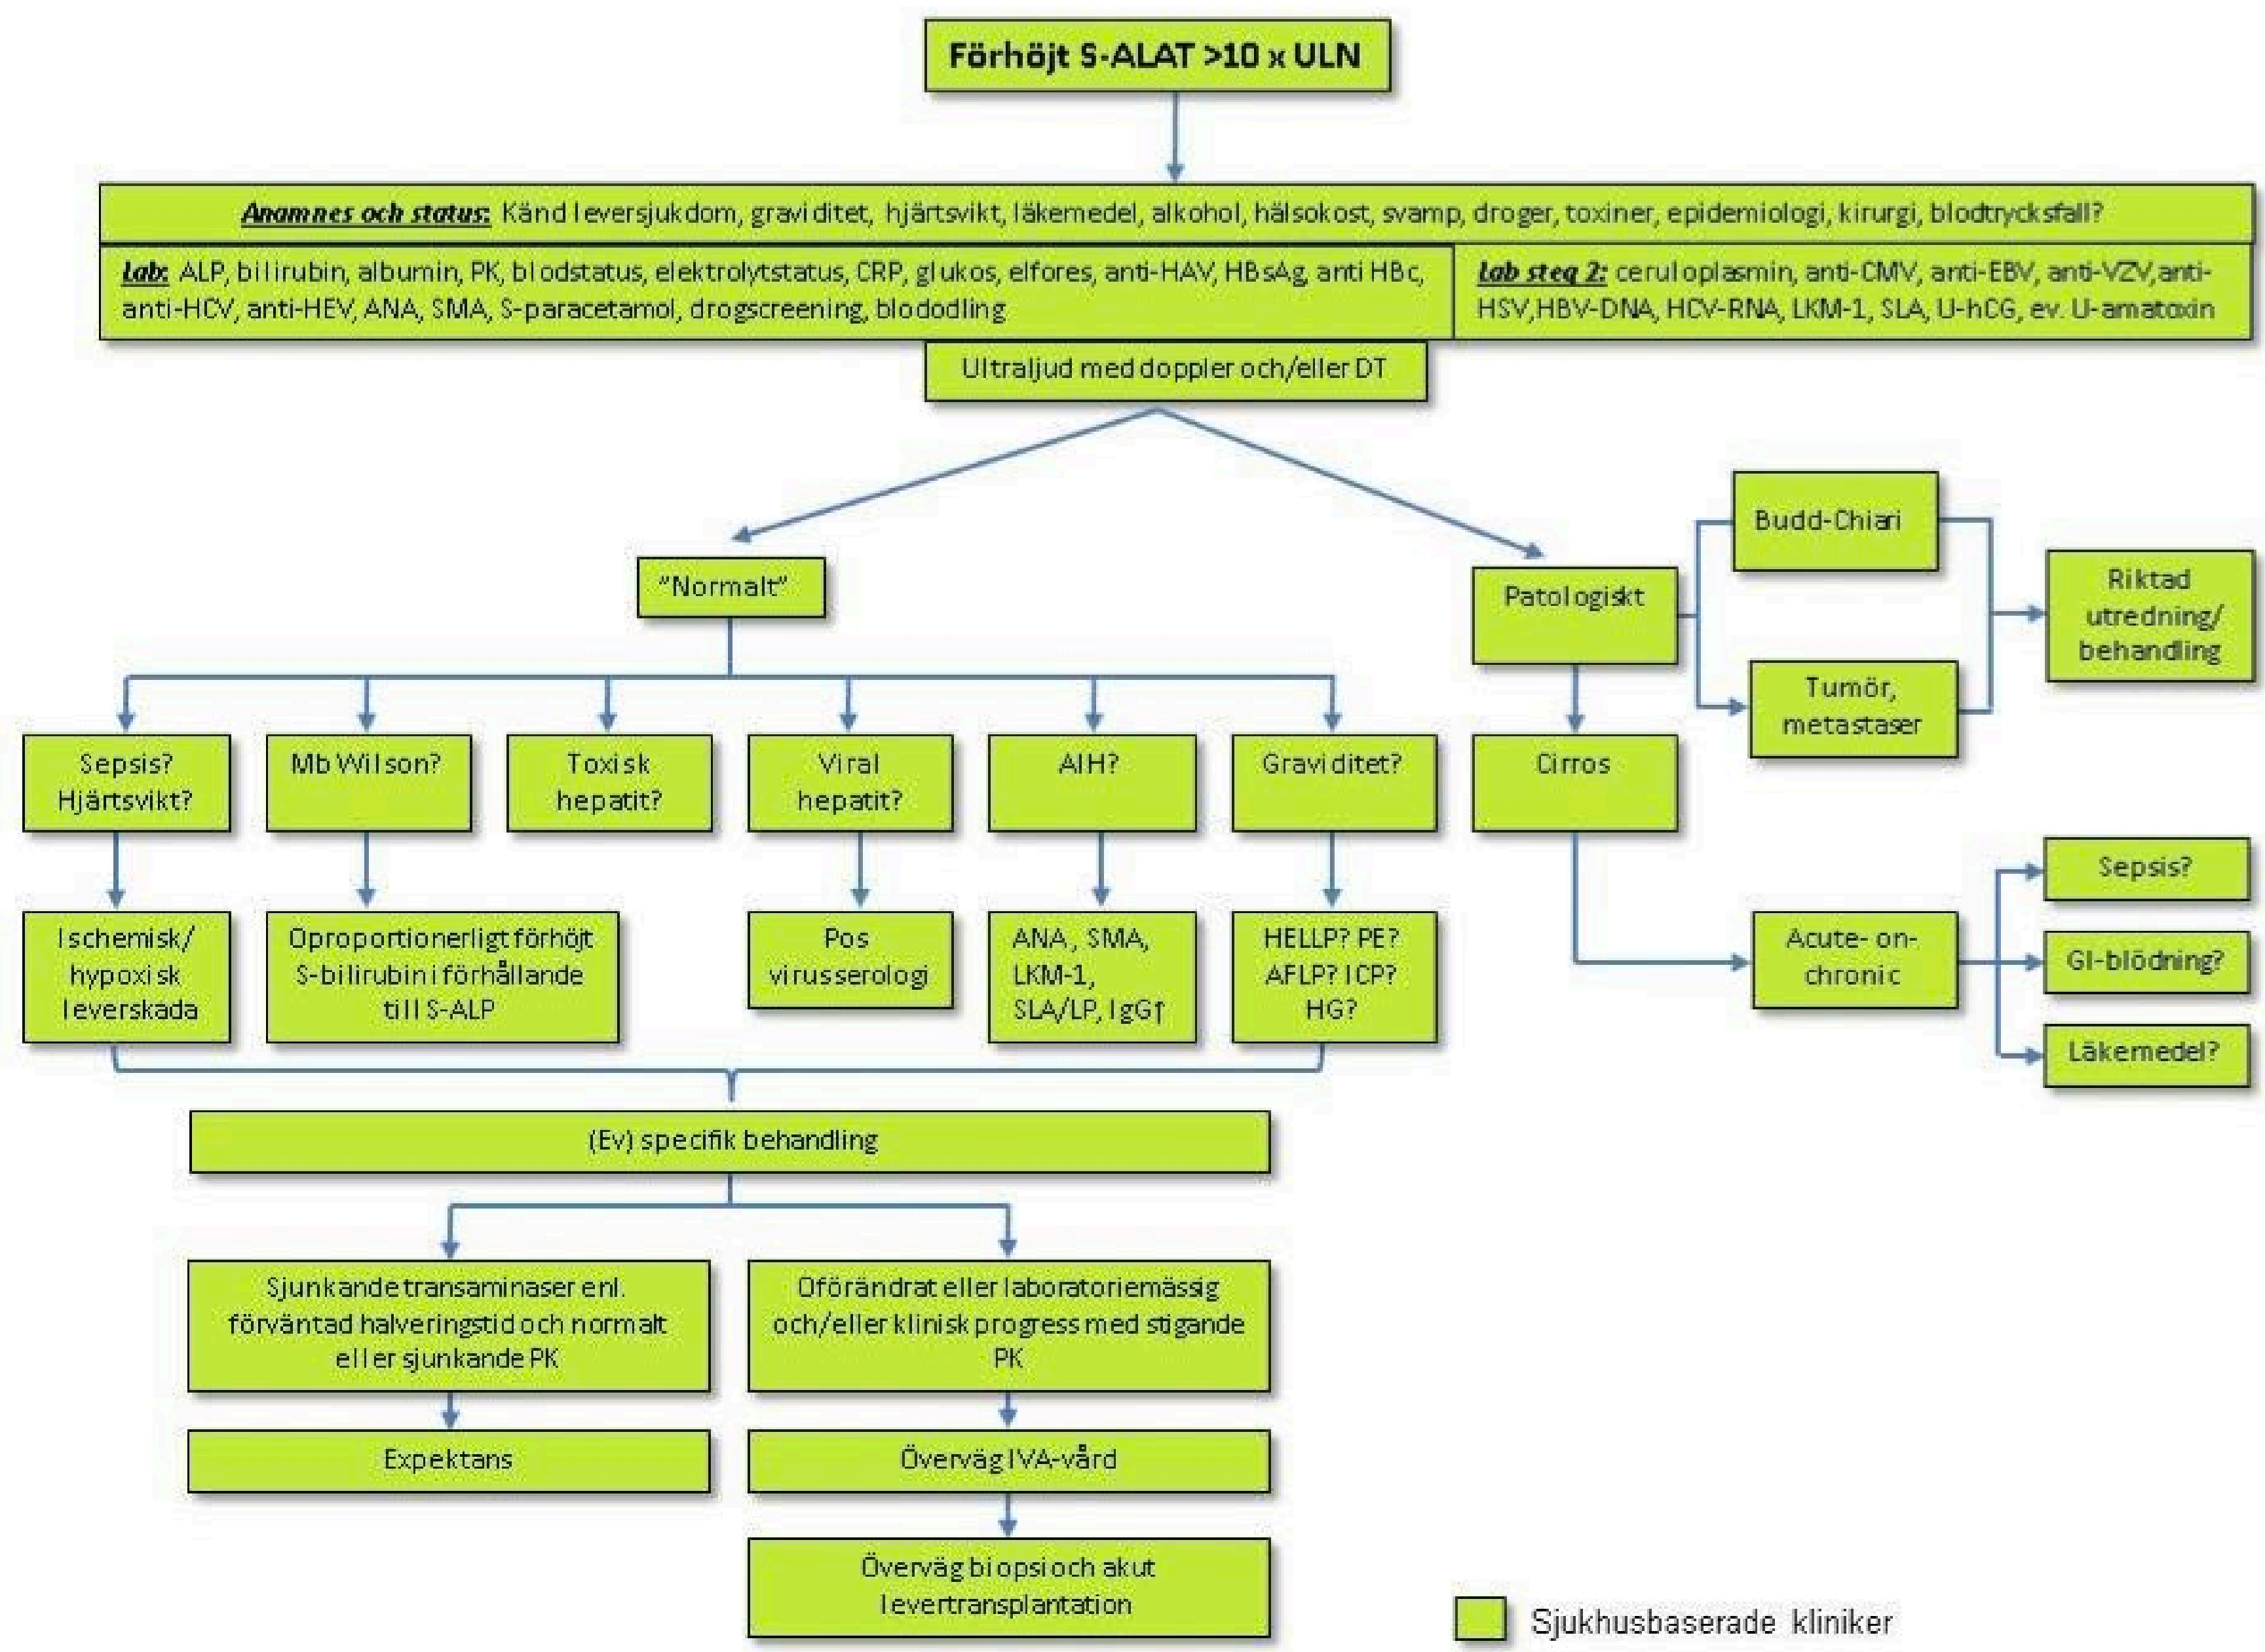 Förhöjt S-ALAT >10 x ULN
Anamnes och status: Känd leversjukdom, graviditet, hjärtsvikt, läkemedel, alkohol, hälsokost, svamp, droger, toxiner, epidemiologi, kirurgi, blodtrycksfall?
Lab: ALP, bilirubin, albumin, PK, blodstatus, elektrolytstatus, CRP, glukos, elfores, anti-HAV, HBsAg, anti HBc,
anti-HCV, anti-HEV, ANA, SMA, S-paracetamol, drogscreening, blododling
Lab steg 2: ceruloplasmin, anti-CMV, anti-EBV, anti-VZV,anti-
HSV,HBV-DNA, HCV-RNA, LKM-1, SLA, U-hCG, ev. U-amatoxin
Ultraljud med doppler och/eller DT
"Normalt"
Patologiskt
Budd-Chiari
Tumör,
metastaser
Riktad
utredning/
behandling
Sepsis?
Hjärtsvikt?
Mb Wilson?
Toxisk
hepatit?
Viral
hepatit?
AIH?
Graviditet?
Cirros
Ischemisk/
hypoxisk
leverskada
Oproportionerligt förhöjt
S-bilirubin i förhållande
till S-ALP
Pos
virusserologi
ANA, SMA,
LKM-1,
SLA/LP, IgG↑
HELLP? PE?
AFLP? ICP?
HG?
Acute- on-
chronic
Sepsis?
GI-blödning?
Läkemedel?
(Ev) specifik behandling
Sjunkande transaminaser enl.
förväntad halveringstid och normalt
eller sjunkande PK
Oförändrat eller laboratoriemässig
och/eller klinisk progress med stigande
PK
Expektans
Överväg IVA-vård
Överväg biopsi och akut
levertransplantation
Sjukhusbaserade kliniker